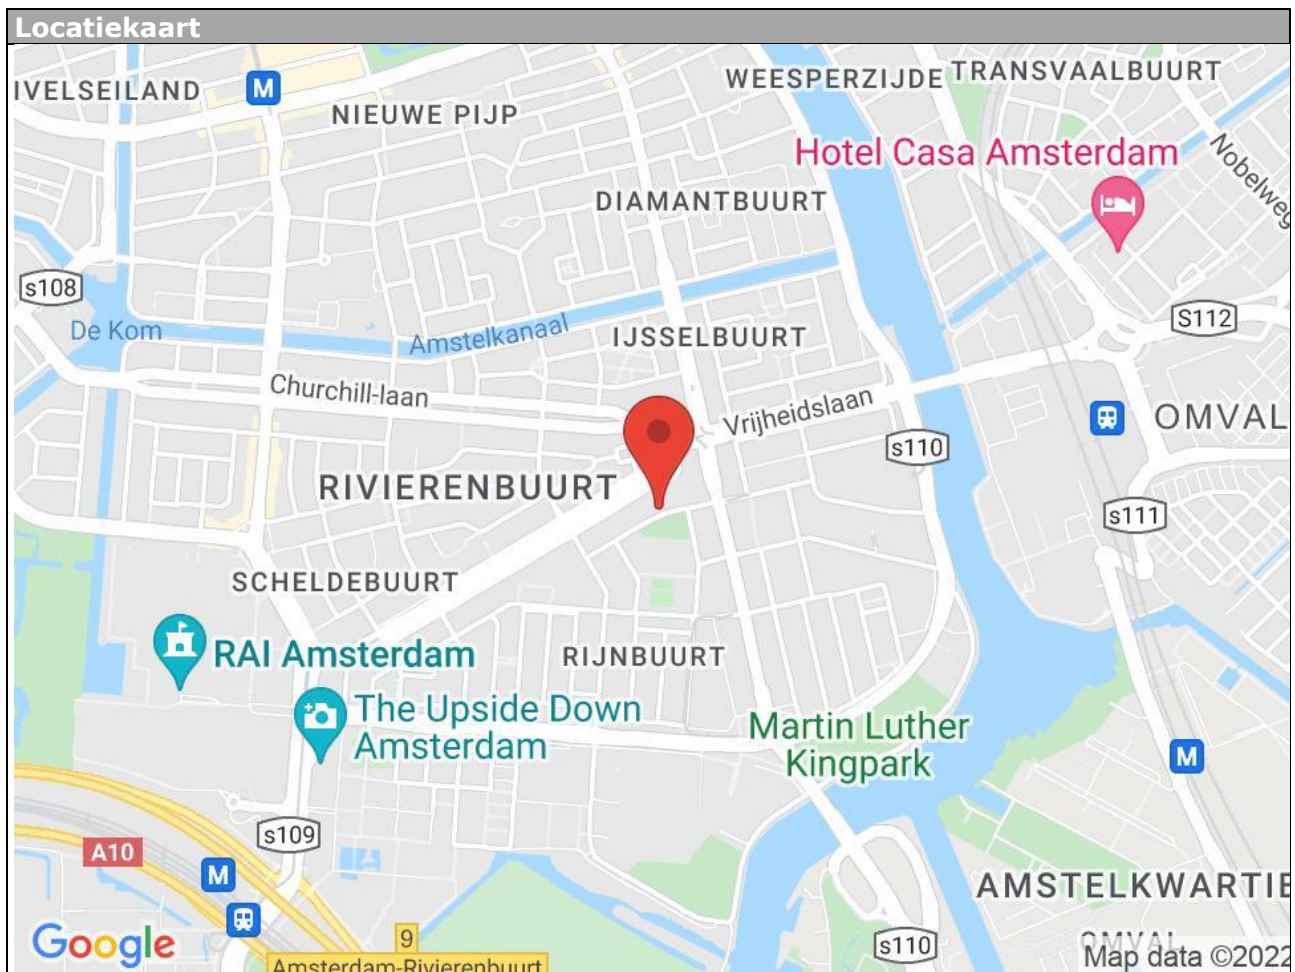 Locatiekaart
IVELSEILAND
M
NIEUWE PIJP
WEESPERZIJDE
TRANSVAALBUURT
Hotel Casa Amsterdam
Nobelweg
DIAMANTBUURT
s108
De Kom
Amstelkanaal
IJSSELBUURT
S112
Churchill-laan
Vrijheidslaan
OMVAL
s110
RIVIERENBUURT
s111
SCHELDEBUURT
RAI Amsterdam
RIJNBUURT
The Upside Down
Amsterdam
Martin Luther
Kingpark
M
s109
A10
M
AMSTELKWARTIE
Google
9
Amsterdam-Rivierenbuurt
s110
OMVAL
Map data ©2022